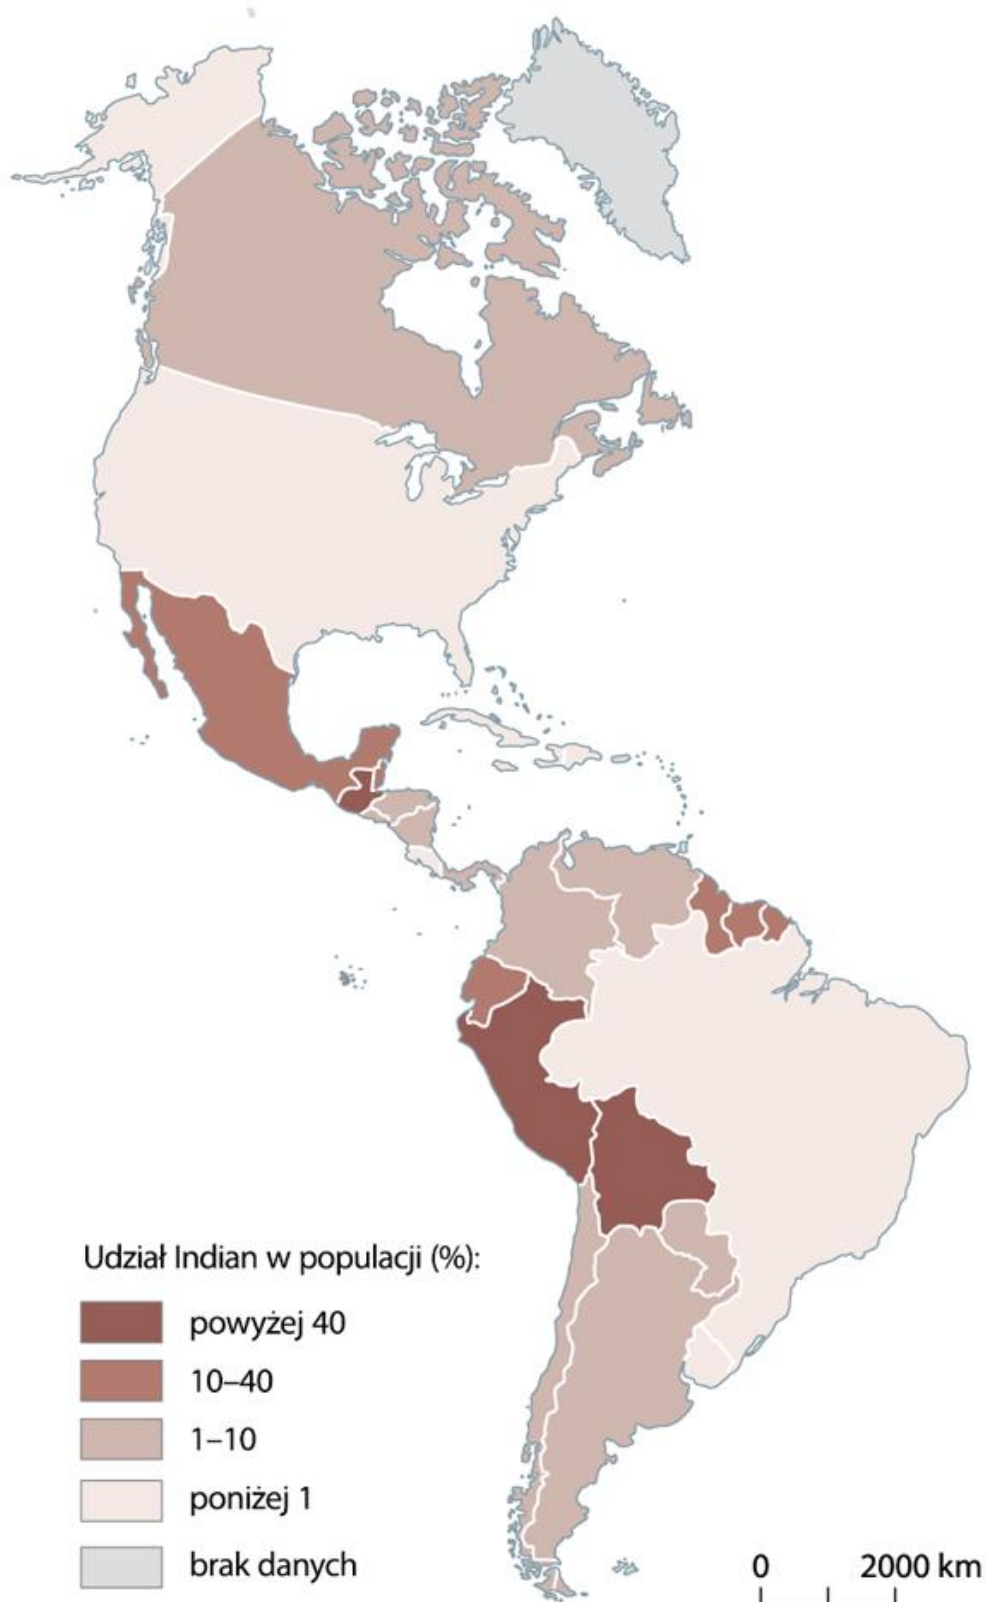 Udział Indian w populacji (%):
powyżej 40
10–40
1–10
poniżej 1
brak danych
0 2000 km